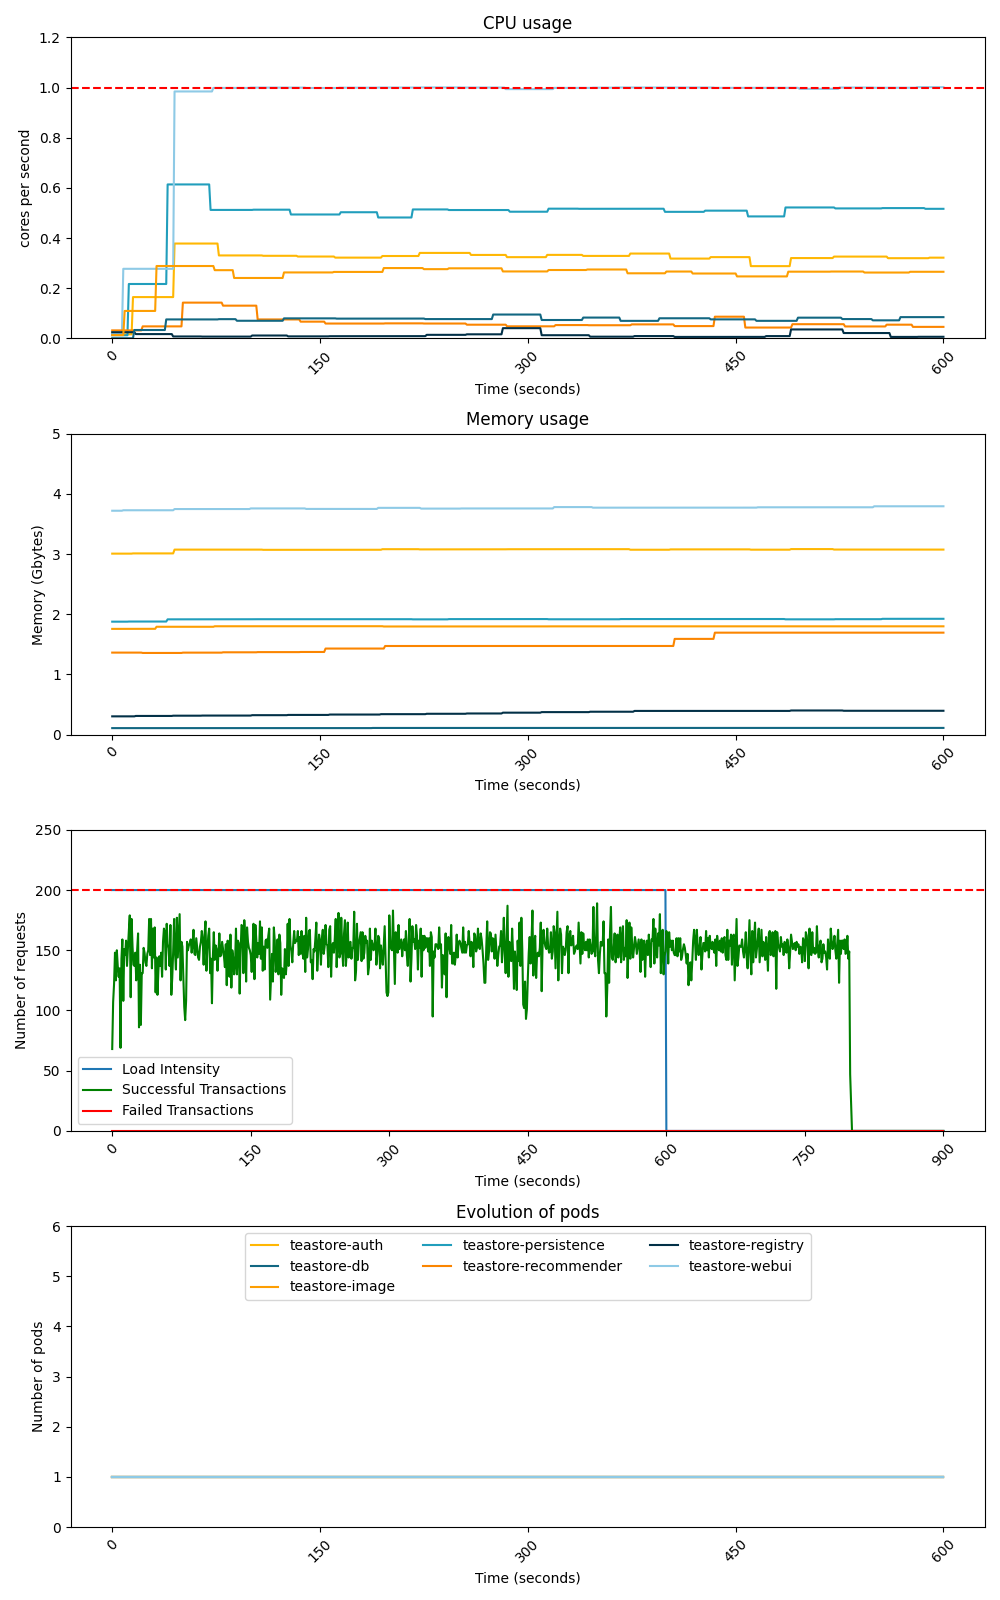 CPU usage
1.2
1.0
0.8
0.6
0.4
0.2
0.0
cores per second
0
150
300
450
600
Time (seconds)
Memory usage
5
4
3
2
1
0
Memory (Gbytes)
0
150
300
450
600
Time (seconds)
250
200
150
100
50
0
Number of requests
Load Intensity
Successful Transactions
Failed Transactions
0
150
300
450
600
750
900
Time (seconds)
Evolution of pods
6
5
4
3
2
1
0
Number of pods
teastore-auth
teastore-db
teastore-image
teastore-persistence
teastore-recommender
teastore-registry
teastore-webui
0
150
300
450
600
Time (seconds)